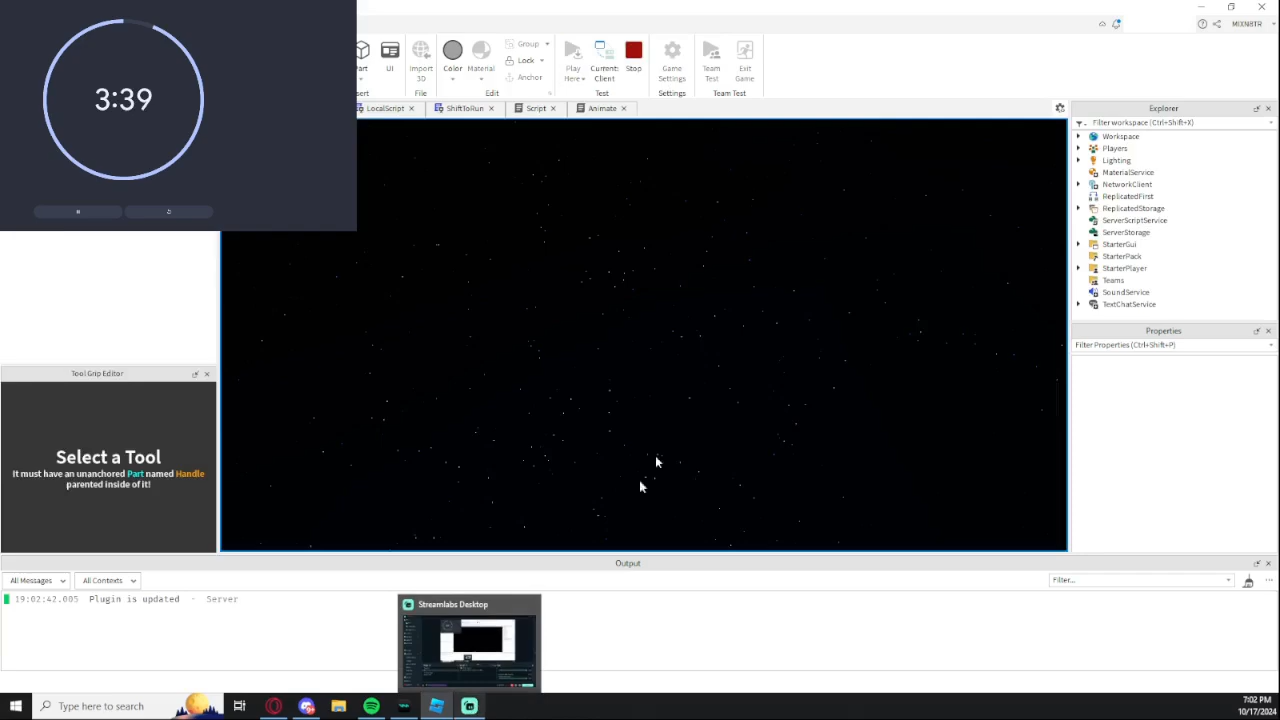 3:39
MIXN8TR
Part
UI
Import
3D
Color
Material
Group
Lock
Anchor
Play
Here
Current:
Client
Stop
Game
Settings
Team
Test
Exit
Game
File
Edit
Test
Settings
Team Test
LocalScript
ShiftToRun
Script
Animate
Explorer
Filter workspace (Ctrl+Shift+X)
Workspace
Players
Lighting
MaterialService
NetworkClient
ReplicatedFirst
ReplicatedStorage
ServerScriptService
ServerStorage
StarterGui
StarterPack
StarterPlayer
Teams
SoundService
TextChatService
Properties
Filter Properties (Ctrl+Shift+P)
Tool Grip Editor
Select a Tool
It must have an unanchored Part named Handle
parented inside of it!
Output
All Messages
All Contexts
Filter...
19:02:42.005 Plugin is updated - Server
Streamlabs Desktop
Type here to search
7:02 PM
10/17/2024